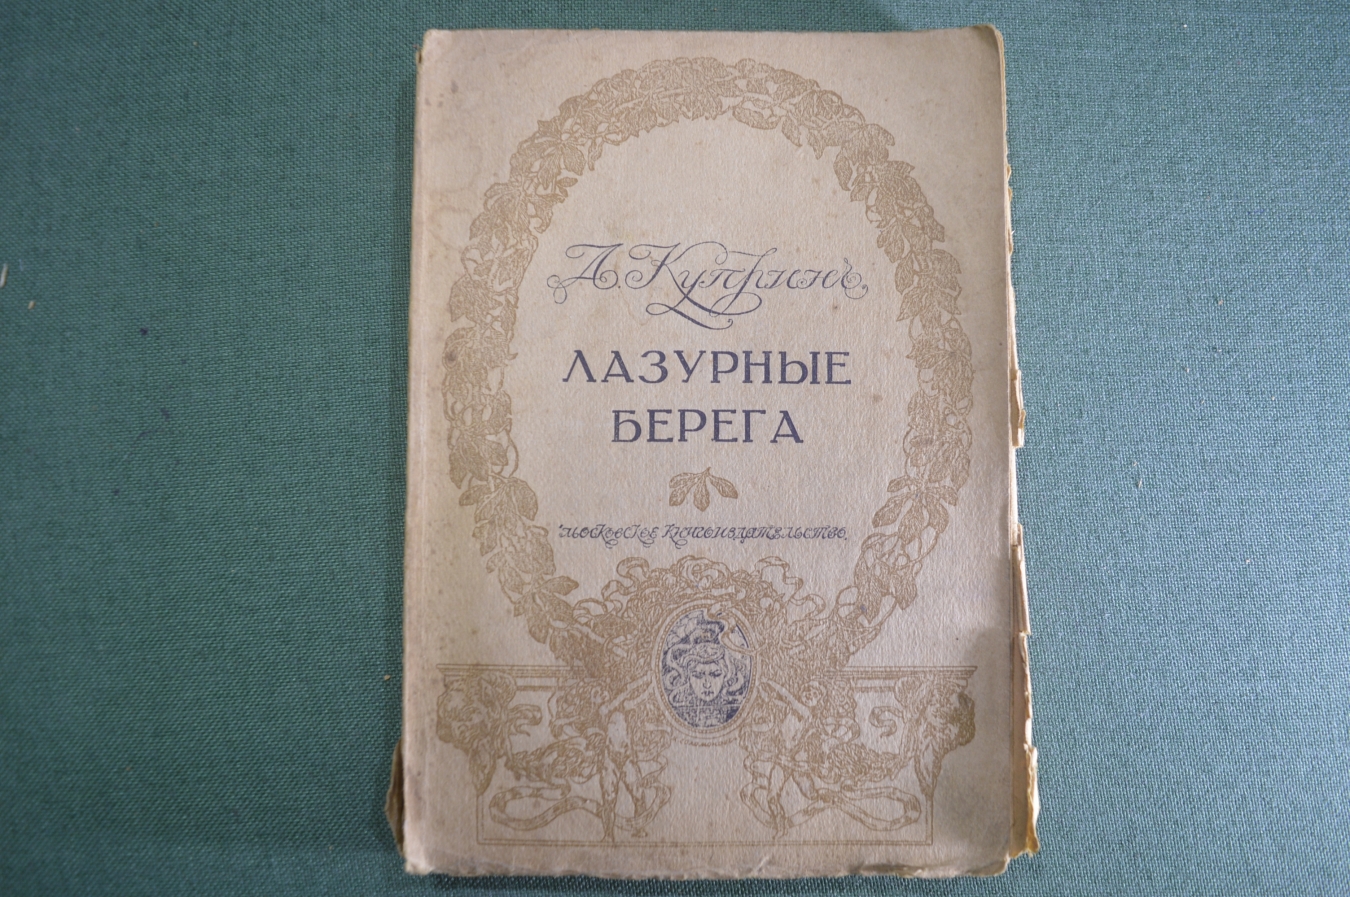 А. Купринъ
ЛАЗУРНЫЕ
БЕРЕГА
МОСКОВСКОЕ КНИГОИЗДАТЕЛЬСТВО